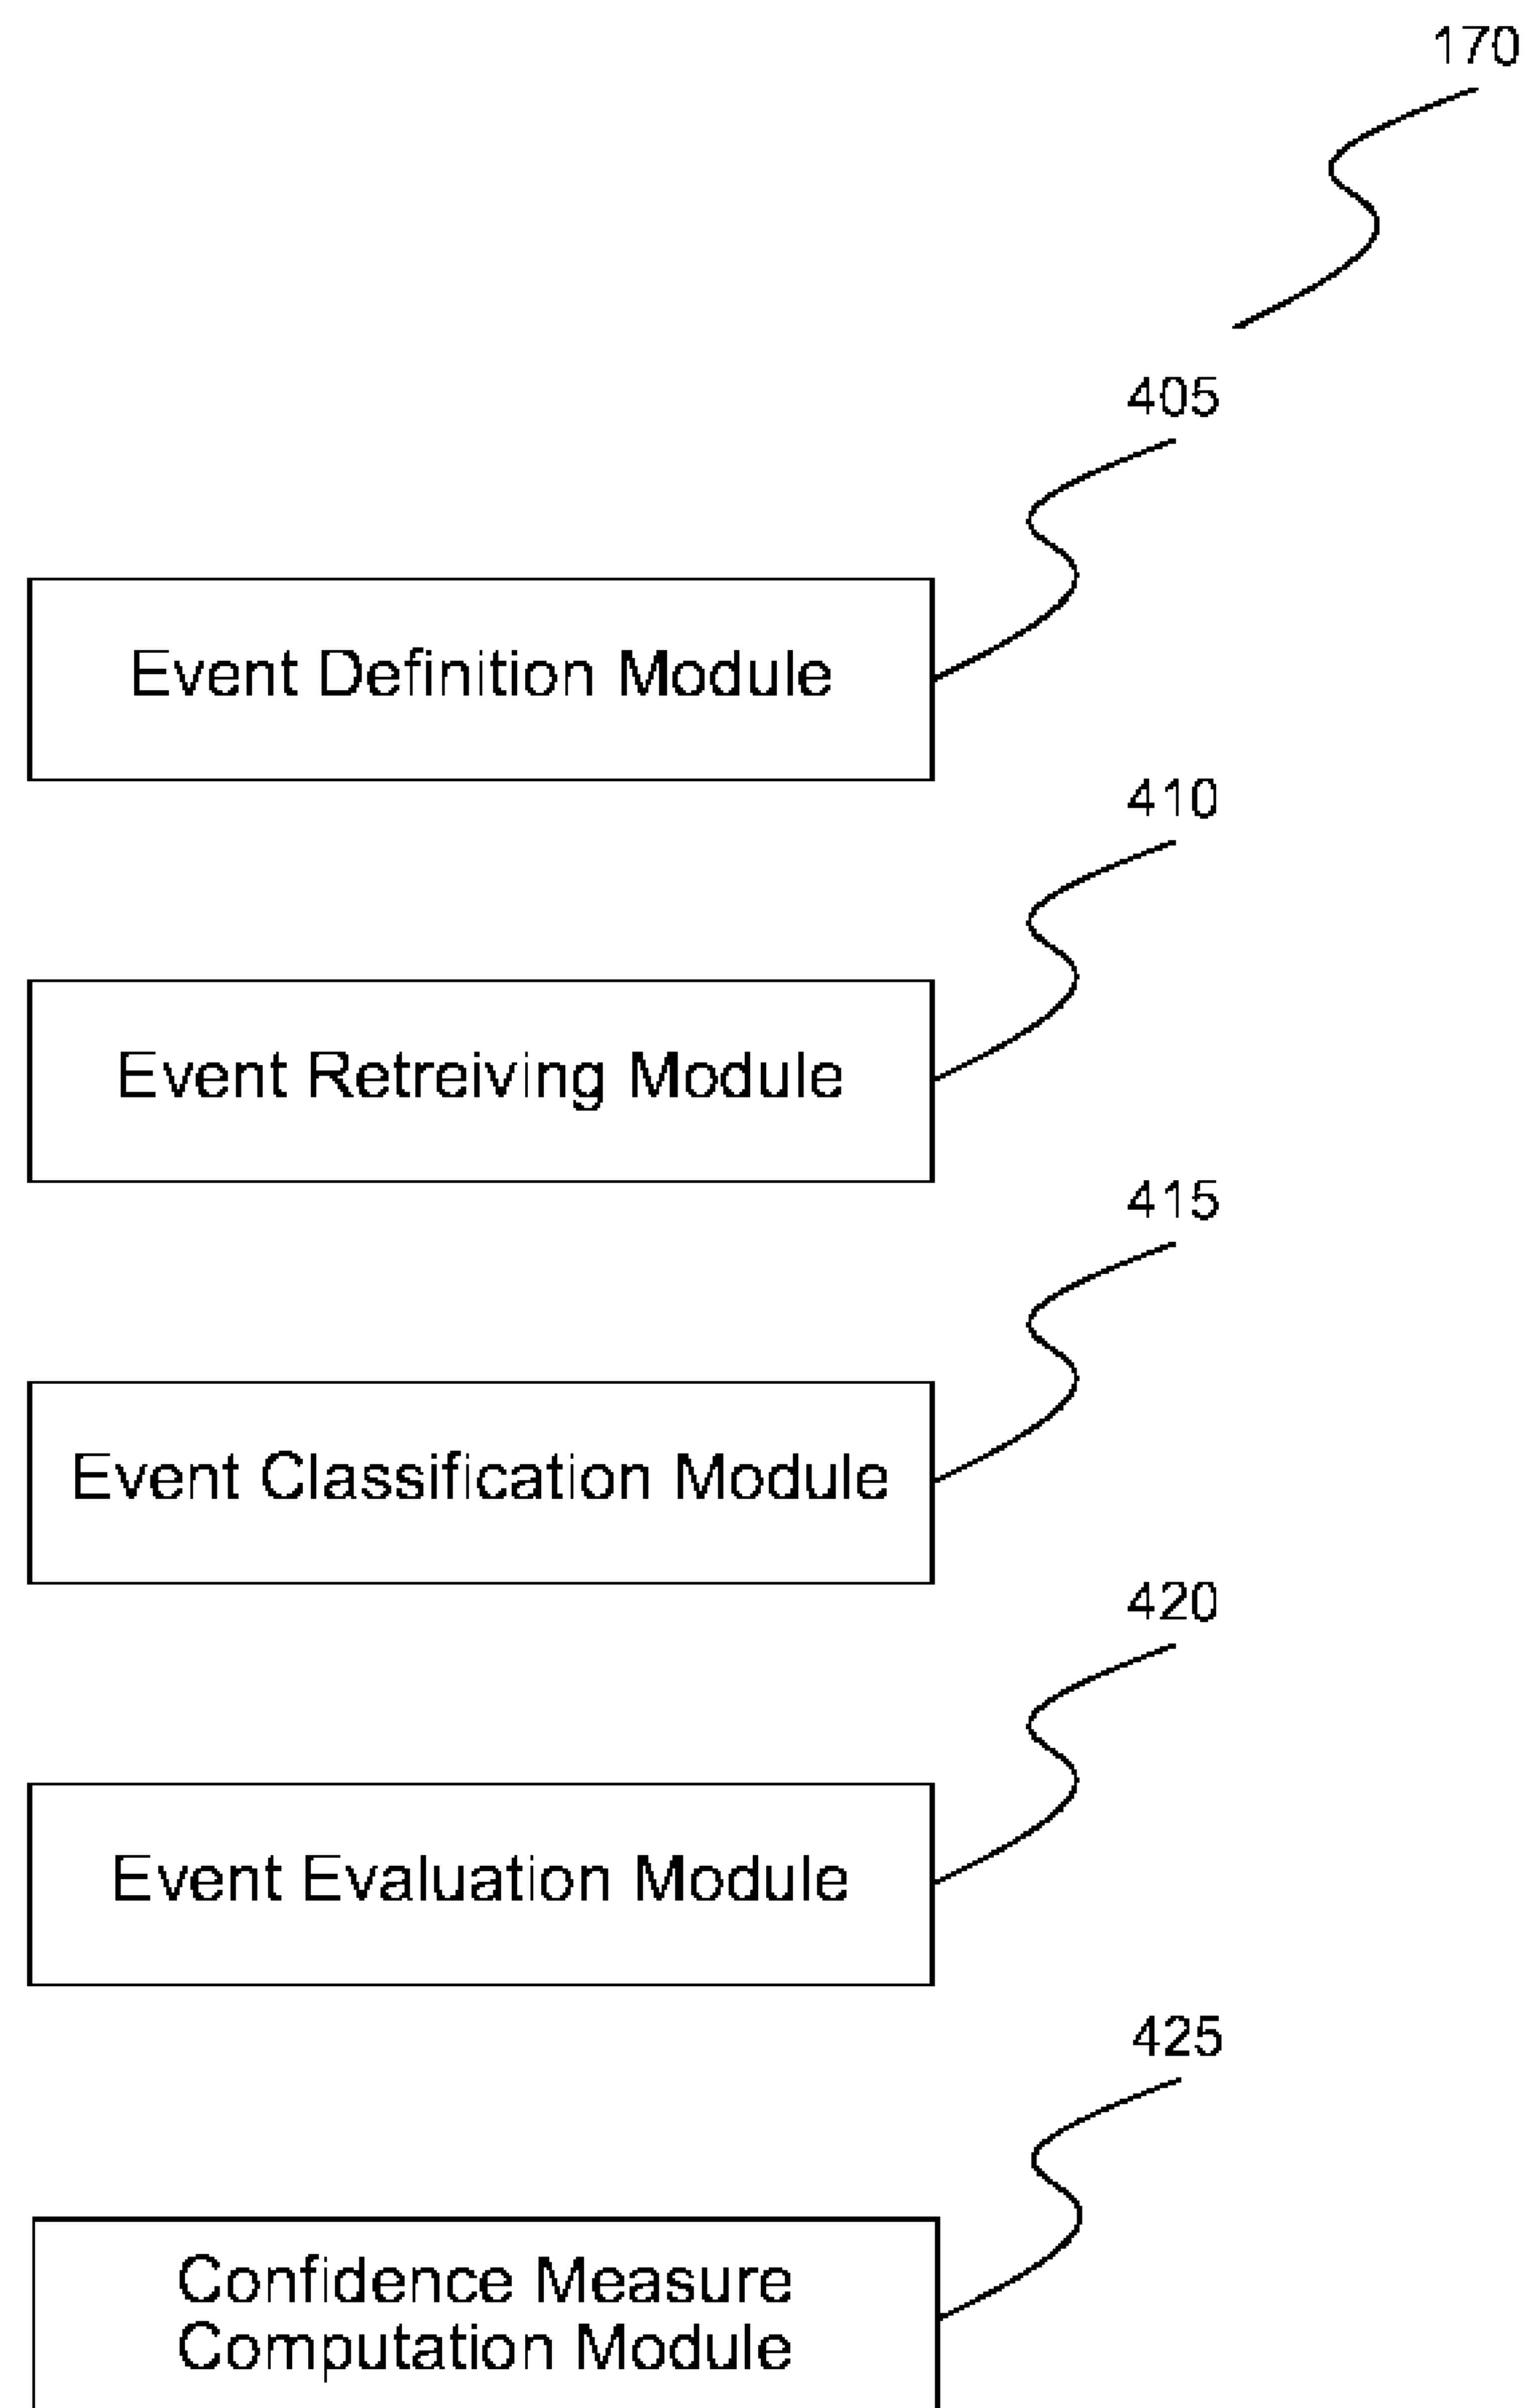 170
405
Event Definition Module
410
Event Retreiving Module
415
Event Classification Module
420
Event Evaluation Module
425
Confidence Measure
Computation Module